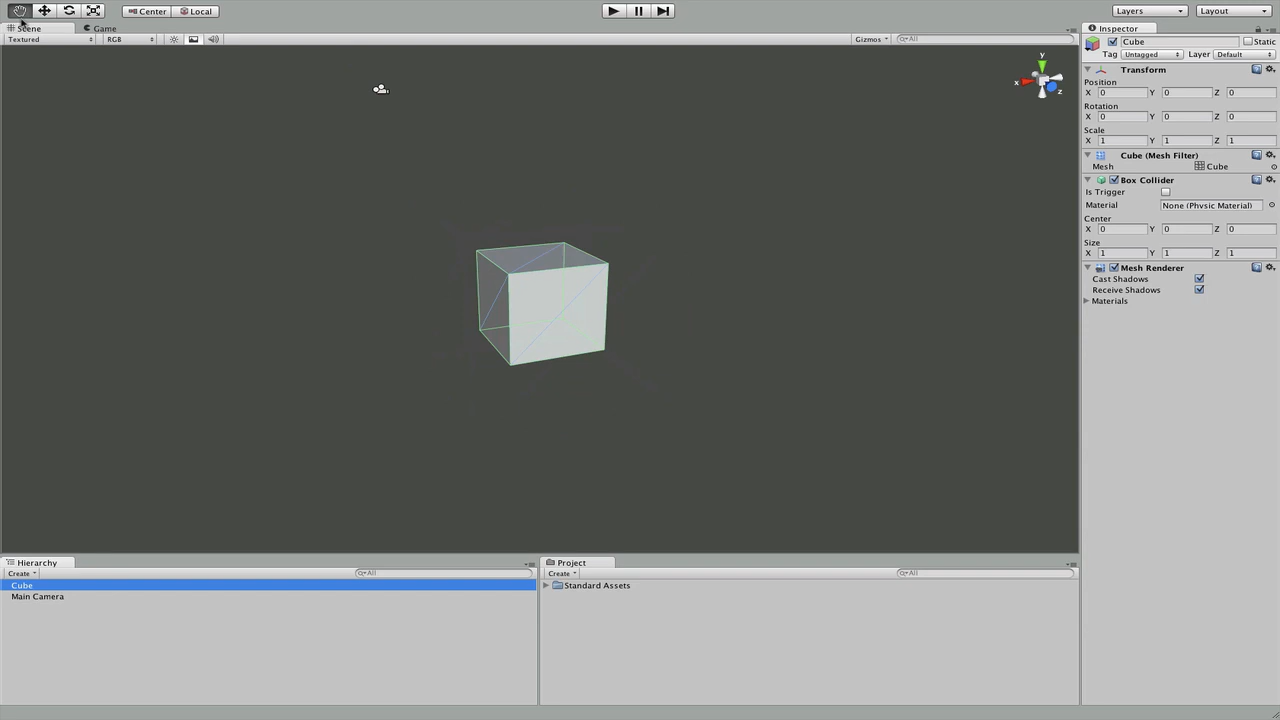 Center Local Layers Layout
Scene Game Inspector
Textured RGB Gizmos All
Cube Static
Tag Untagged Layer Default
Transform
Position
X 0 Y 0 Z 0
Rotation
X 0 Y 0 Z 0
Scale
X 1 Y 1 Z 1
Cube (Mesh Filter)
Mesh Cube
Box Collider
Is Trigger
Material None (Physic Material)
Center
X 0 Y 0 Z 0
Size
X 1 Y 1 Z 1
Mesh Renderer
Cast Shadows
Receive Shadows
Materials
y
x
z
Hierarchy Project
Create All Create All
Cube Standard Assets
Main Camera